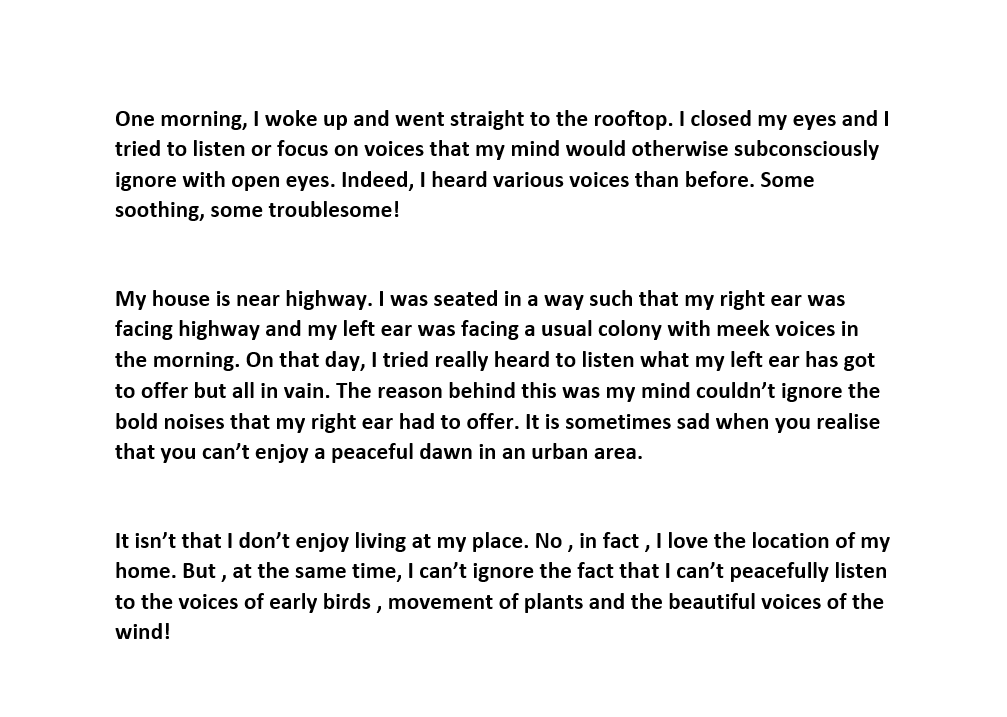 One morning, I woke up and went straight to the rooftop. I closed my eyes and I
tried to listen or focus on voices that my mind would otherwise subconsciously
ignore with open eyes. Indeed, I heard various voices than before. Some
soothing, some troublesome!
My house is near highway. I was seated in a way such that my right ear was
facing highway and my left ear was facing a usual colony with meek voices in
the morning. On that day, I tried really heard to listen what my left ear has got
to offer but all in vain. The reason behind this was my mind couldn’t ignore the
bold noises that my right ear had to offer. It is sometimes sad when you realise
that you can’t enjoy a peaceful dawn in an urban area.
It isn’t that I don’t enjoy living at my place. No , in fact , I love the location of my
home. But , at the same time, I can’t ignore the fact that I can’t peacefully listen
to the voices of early birds , movement of plants and the beautiful voices of the
wind!